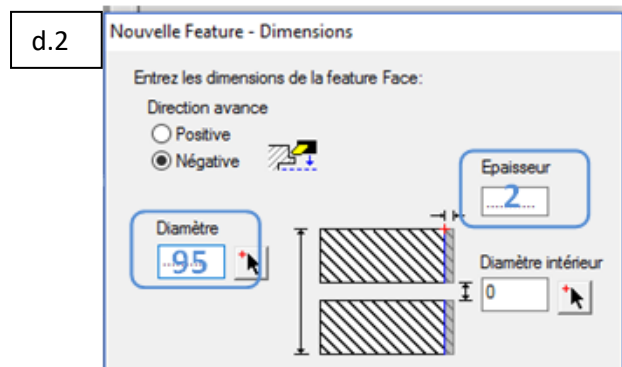 d.2
Nouvelle Feature - Dimensions
Entrez les dimensions de la feature Face:
Direction avance
Positive
Négative
Epaisseur
2
Diamètre
95
Diamètre intérieur
0